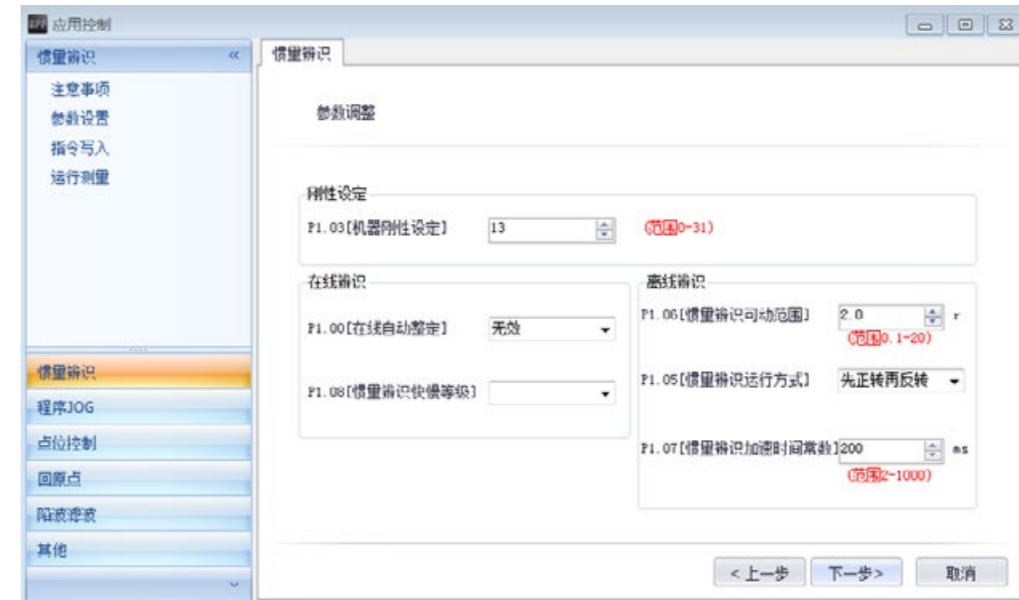 应用控制
惯量辨识
注意事项
参数设置
指令写入
运行测量
惯量辨识
程序JOG
点位控制
回原点
陷波滤波
其他
惯量辨识
参数调整
刚性设定
P1.03[机器刚性设定] 13 (范围0-31)
在线辨识
P1.00[在线自动整定] 无效
P1.08[惯量辨识快慢等级]
离线辨识
P1.06[惯量辨识可动范围] 2.0 r
(范围0.1-20)
P1.05[惯量辨识运行方式] 先正转再反转
P1.07[惯量辨识加速时间常数] 200 ms
(范围2-1000)
<上一步 下一步> 取消